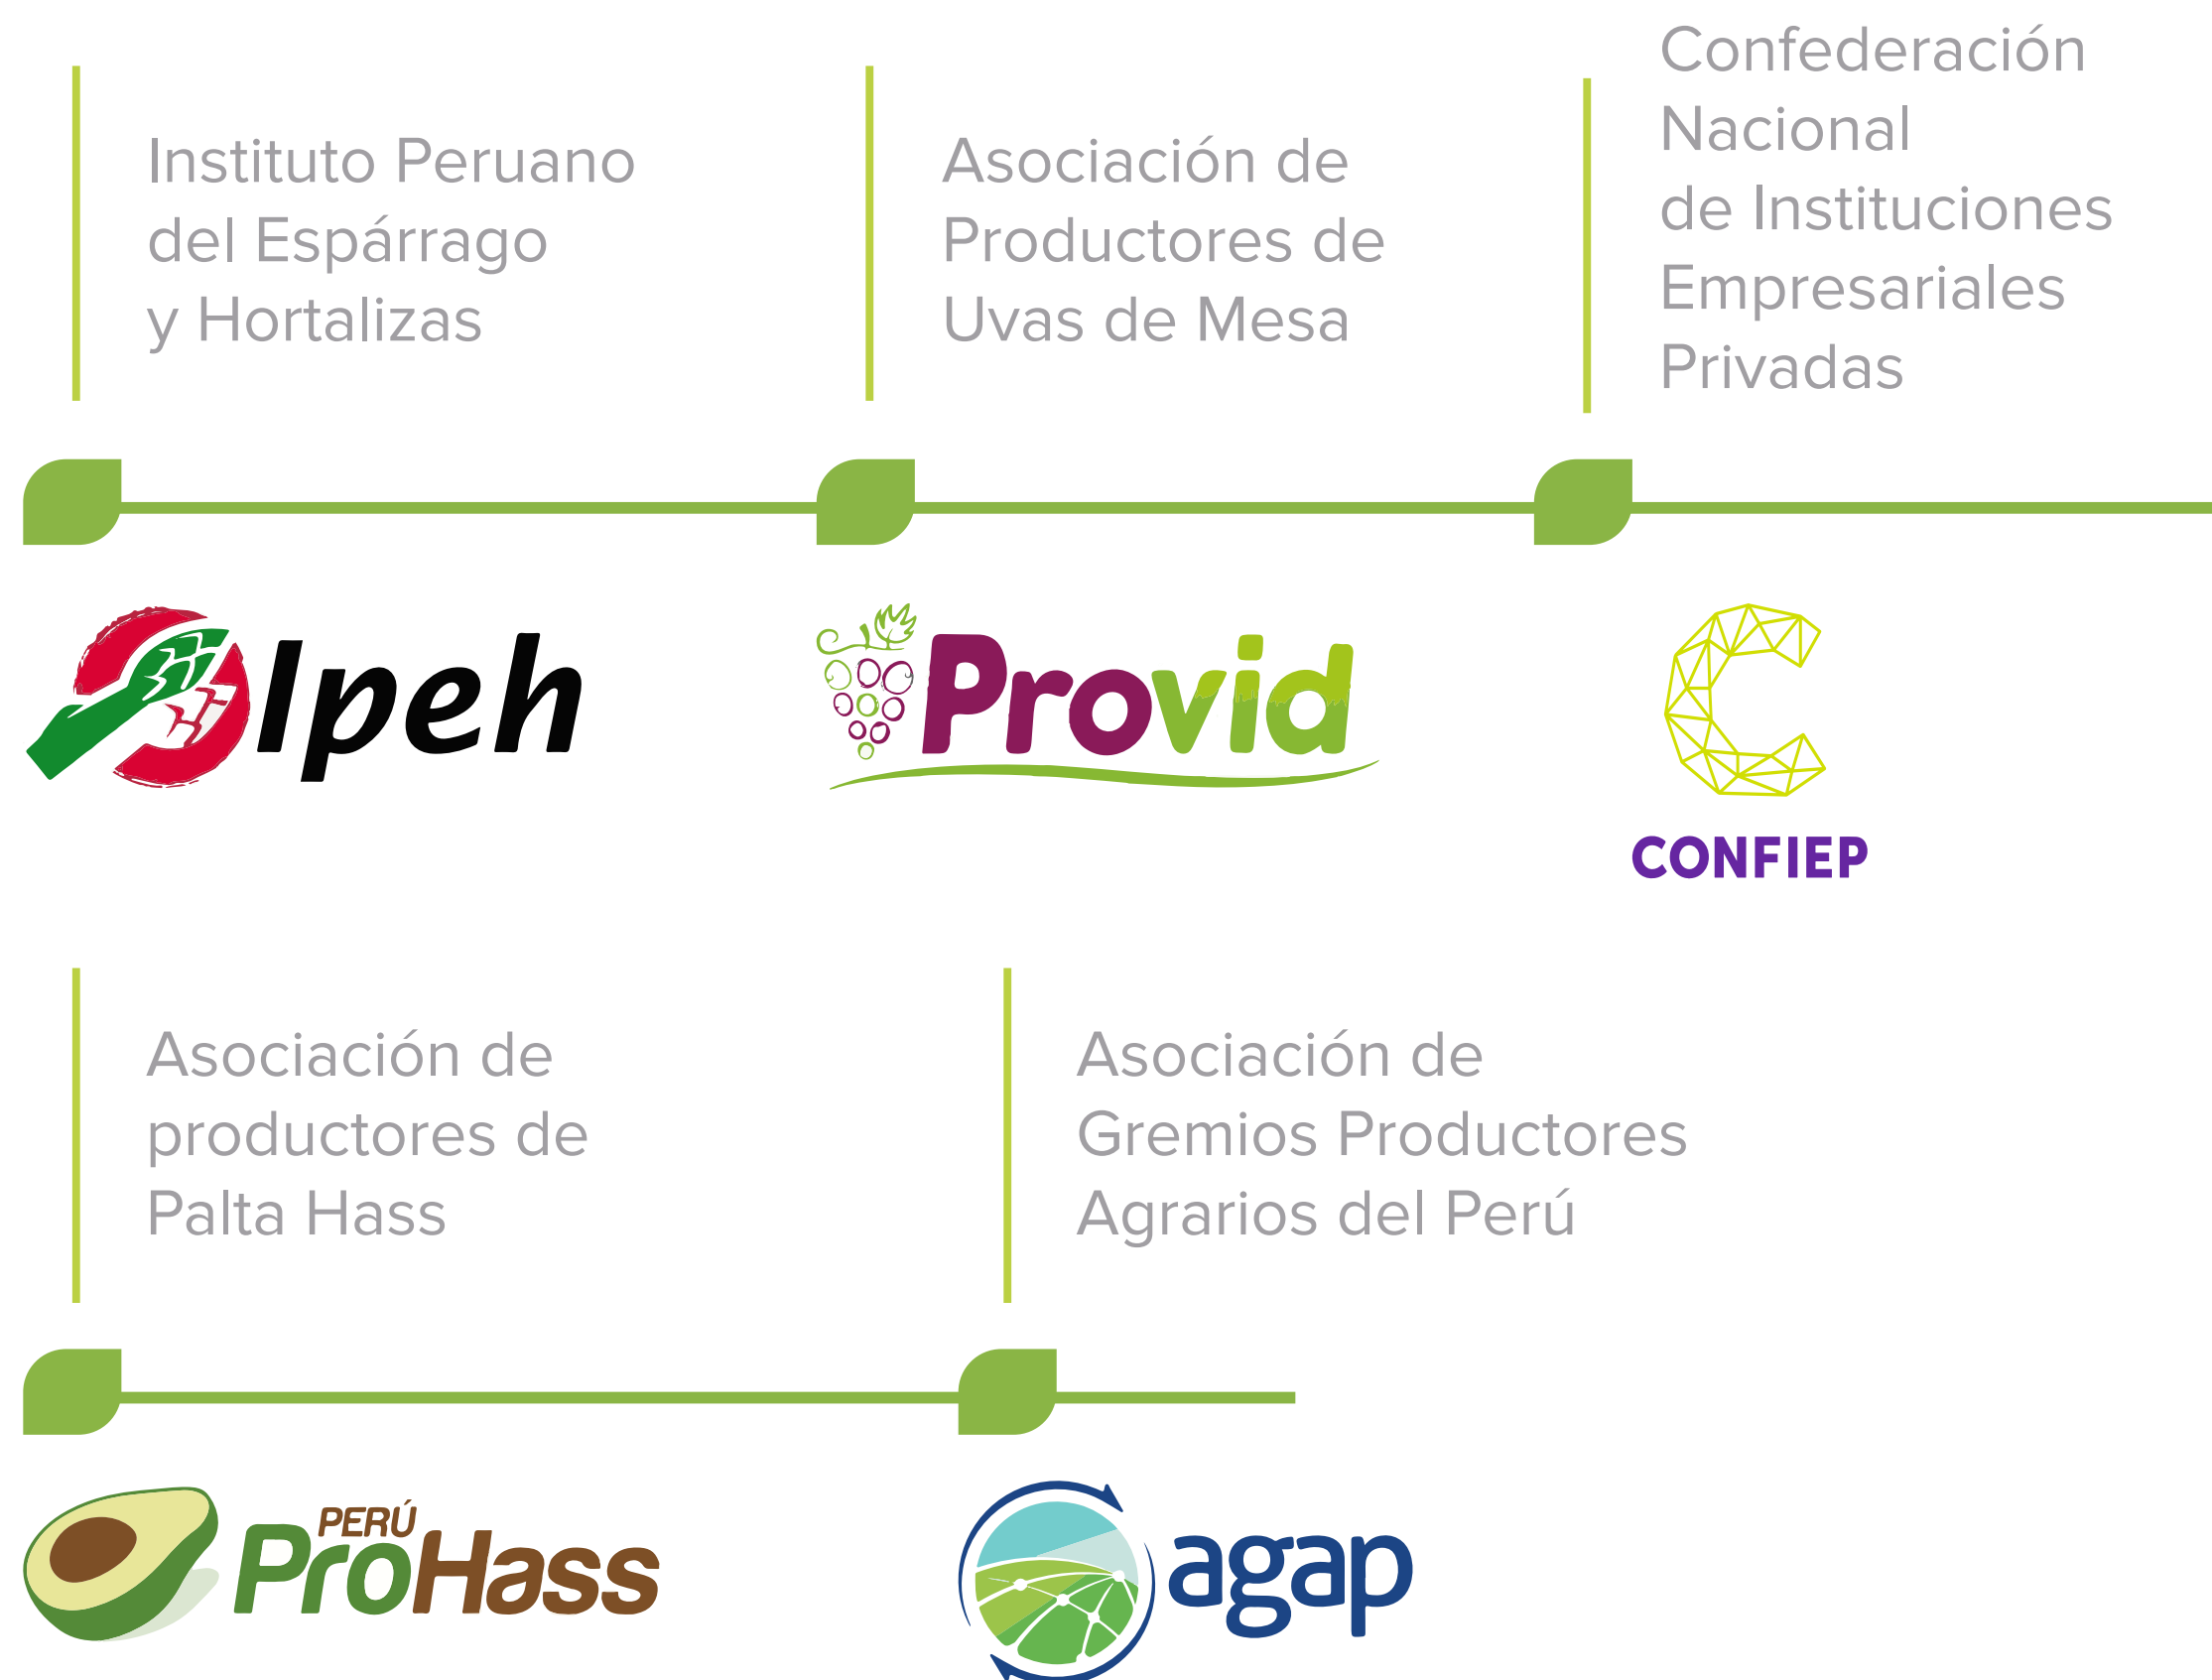 Instituto Peruano
del Espárrago
y Hortalizas
Asociación de
Productores de
Uvas de Mesa
Confederación
Nacional
de Instituciones
Empresariales
Privadas
Ipeh
Provid
CONFIEP
Asociación de
productores de
Palta Hass
Asociación de
Gremios Productores
Agrarios del Perú
PERÚ
ProHass
agap